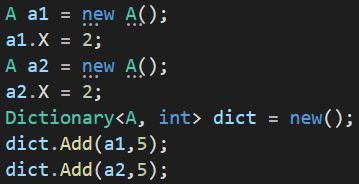 A a1 = new A();
a1.X = 2;
A a2 = new A();
a2.X = 2;
Dictionary<A, int> dict = new();
dict.Add(a1,5);
dict.Add(a2,5);